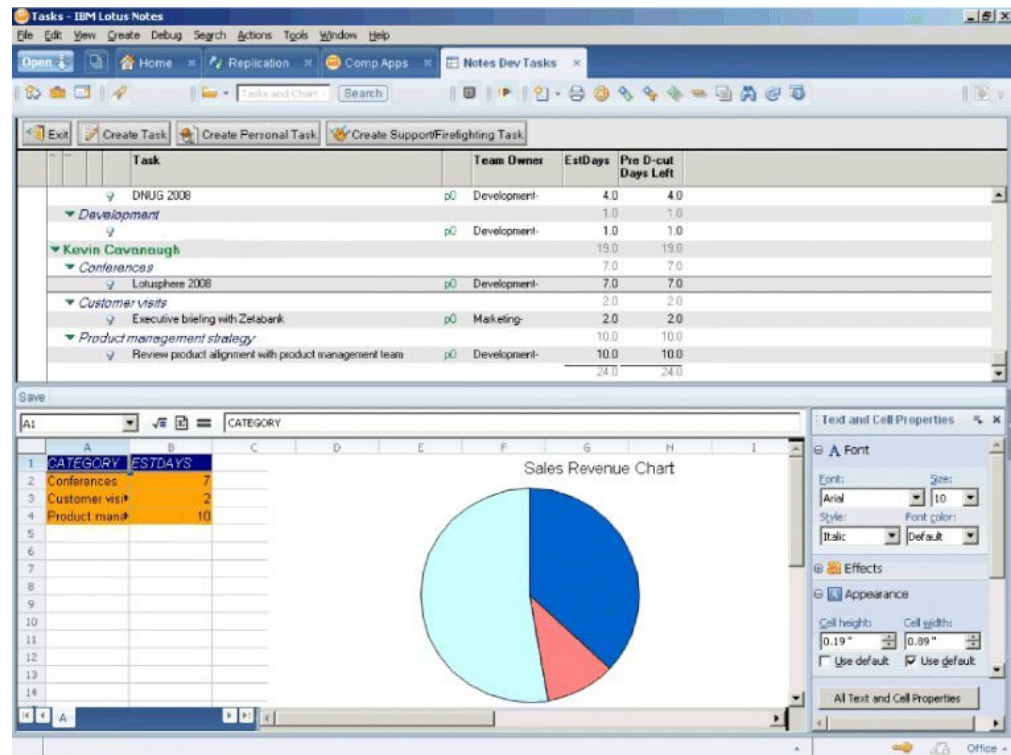 Tasks - IBM Lotus Notes
File Edit View Create Debug Search Actions Tools Window Help
Open Home Replication Comp Apps Notes Dev Tasks
Tasks and Chart - Search
Exit Create Task Create Personal Task Create Support/Firefighting Task
Task Team Owner EstDays Pre D-cut Days Left
DNUG 2008 p0 Development- 4.0 4.0
Development 1.0 1.0
p0 Development- 1.0 1.0
Kevin Cavanaugh 19.0 19.0
Conferences 7.0 7.0
Lotusphere 2008 p0 Development- 7.0 7.0
Customer visits 2.0 2.0
Executive briefing with Zetabank p0 Marketing- 2.0 2.0
Product management strategy 10.0 10.0
Review product allignment with product management team p0 Development- 10.0 10.0
24.0 24.0
Save
A1 CATEGORY
Text and Cell Properties
A B C D E F G H I
1 CATEGORY ESTDAYS
2 Conferences 7
3 Customer visi 2
4 Product mana 10
5
6
7
8
9
10
11
12
13
14
Sales Revenue Chart
Font
Font: Size:
Arial 10
Style: Font color:
Italic Default
Effects
Appearance
Cell height: Cell width:
0.19 " 0.89 "
Use default Use default
All Text and Cell Properties
A
Office